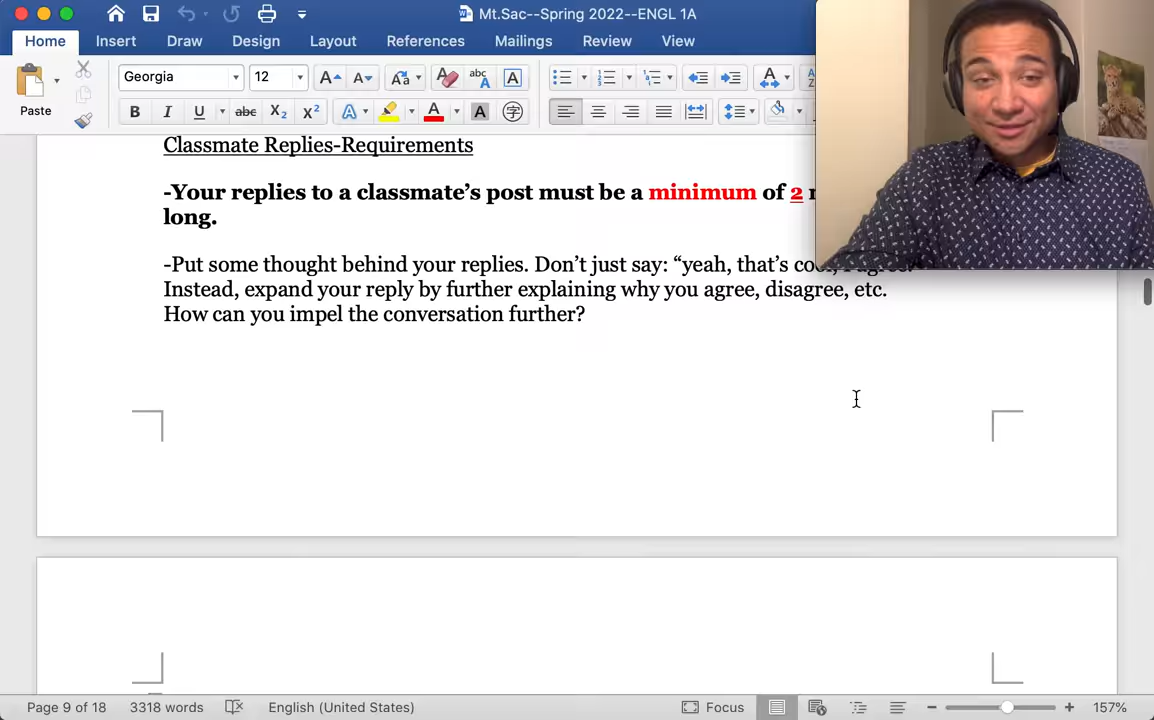 Mt.Sac--Spring 2022--ENGL 1A
Home Insert Draw Design Layout References Mailings Review View
Paste Georgia 12
Classmate Replies-Requirements
-Your replies to a classmate's post must be a minimum of 2
long.
-Put some thought behind your replies. Don't just say: “yeah, that's
Instead, expand your reply by further explaining why you agree, disagree, etc.
How can you impel the conversation further?
Page 9 of 18 3318 words English (United States) Focus 157%